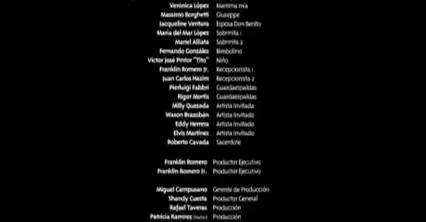 Verónica López Mamma mía
Massimo Borghetti Giuseppe
Jacqueline Ventura Esposa Don Benito
María del Mar López Sobrinita 1
Mariel Alliata Sobrinita 2
Fernando González Bimbolino
Víctor José Pintor "Tito" Niño
Franklin Romero Jr. Recepcionista 1
Juan Carlos Hazim Recepcionista 2
Pierluigi Fabbri Guardaespaldas
Rigor Mortis Guardaespaldas
Milly Quezada Artista Invitada
Wason Brazobán Artista Invitado
Eddy Herrera Artista Invitado
Elvis Martínez Artista Invitado
Roberto Cavada Sacerdote
Franklin Romero Productor Ejecutivo
Franklin Romero Jr. Productor Ejecutivo
Miguel Campusano Gerente de Producción
Shandy Cuesta Productor General
Rafael Taveras Producción
Patricia Ramírez Producción